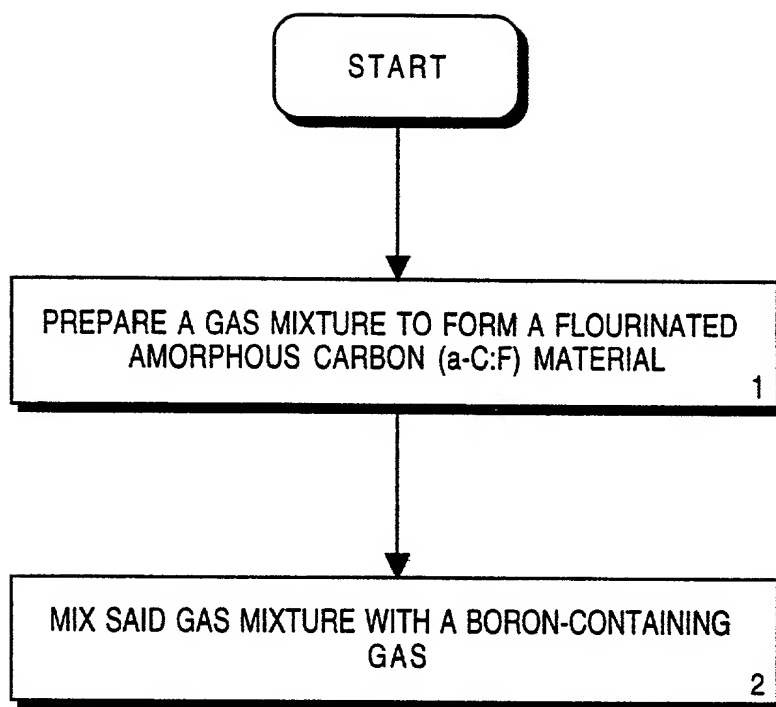 START
PREPARE A GAS MIXTURE TO FORM A FLOURINATED
AMORPHOUS CARBON (a-C:F) MATERIAL
1
MIX SAID GAS MIXTURE WITH A BORON-CONTAINING
GAS
2